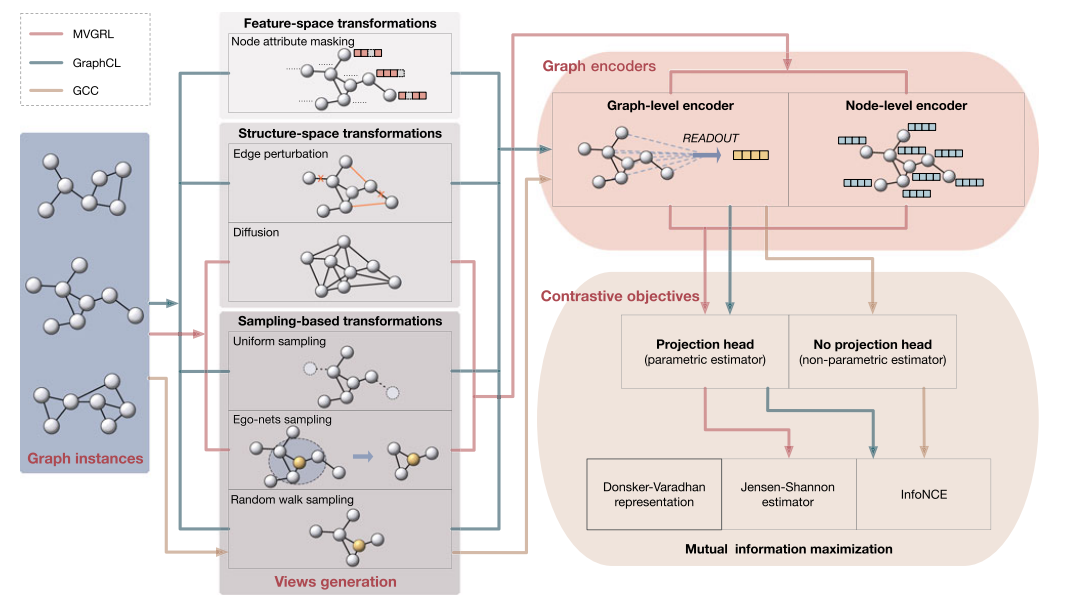 MVGRL
GraphCL
GCC
Graph instances
Feature-space transformations
Node attribute masking
Structure-space transformations
Edge perturbation
Diffusion
Sampling-based transformations
Uniform sampling
Ego-nets sampling
Random walk sampling
Views generation
Graph encoders
Graph-level encoder
READOUT
Node-level encoder
Contrastive objectives
Projection head
(parametric estimator)
No projection head
(non-parametric estimator)
Donsker-Varadhan
representation
Jensen-Shannon
estimator
InfoNCE
Mutual information maximization